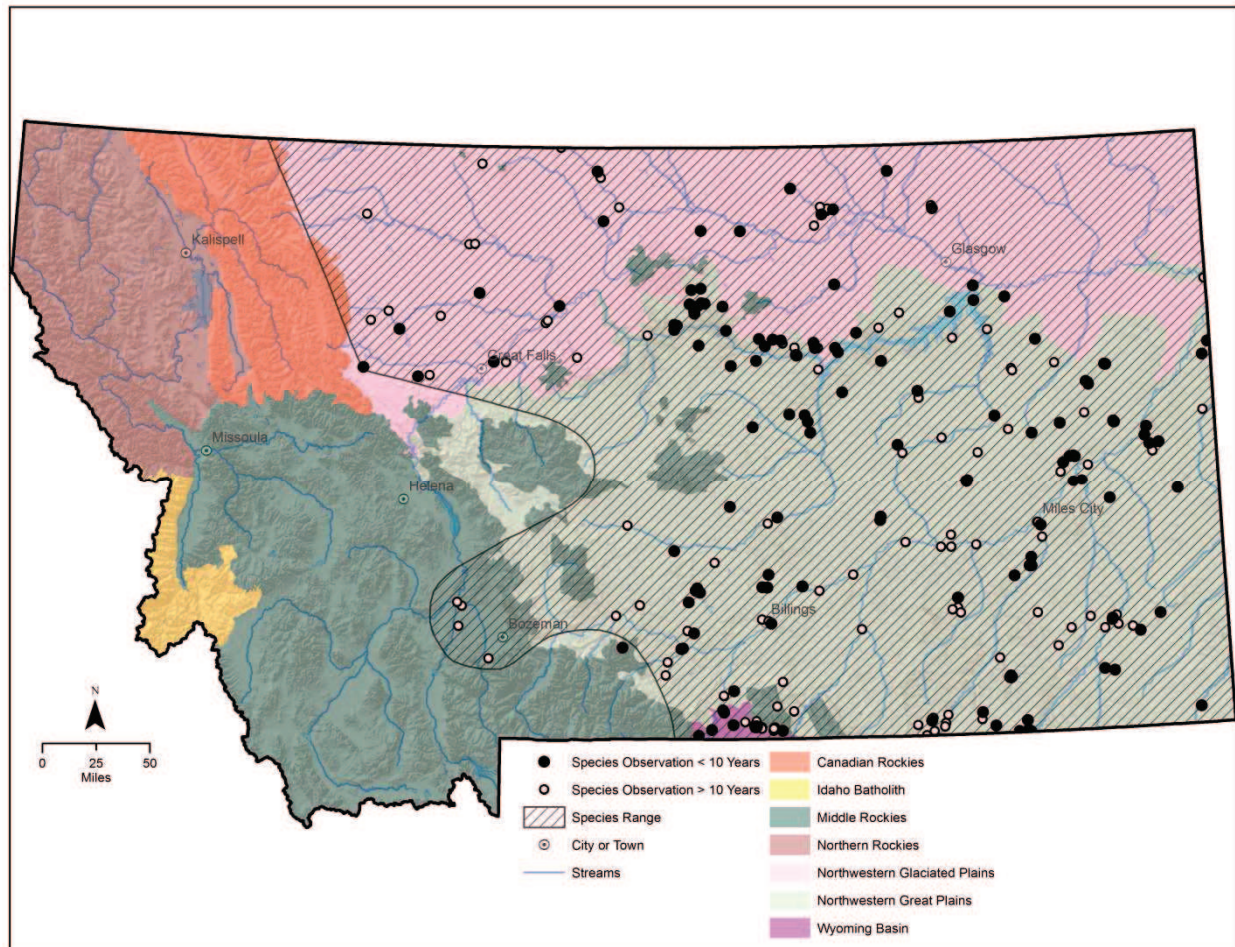 Kalispell
Glasgow
Great Falls
Missoula
Helena
Miles City
Billings
Bozeman
N
0 25 50
Miles
Species Observation < 10 Years
Species Observation > 10 Years
Species Range
City or Town
Streams
Canadian Rockies
Idaho Batholith
Middle Rockies
Northern Rockies
Northwestern Glaciated Plains
Northwestern Great Plains
Wyoming Basin